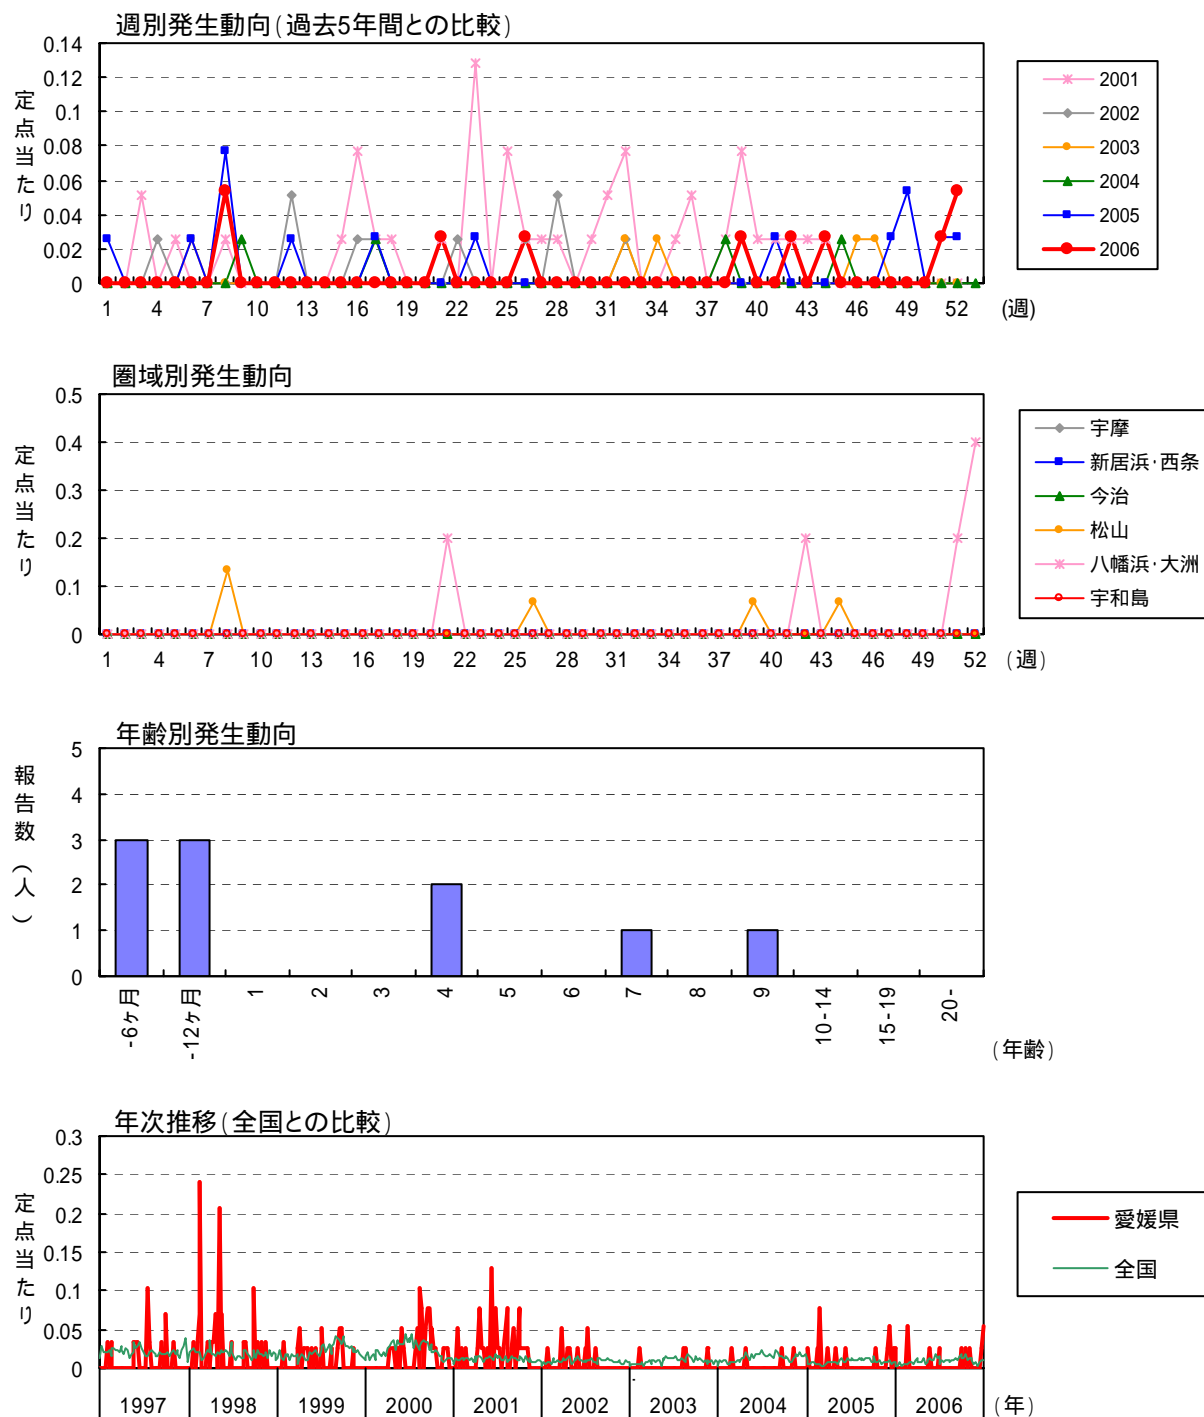 週別発生動向(過去5年間との比較)
定点当たり
0.14
0.12
0.1
0.08
0.06
0.04
0.02
0
1 4 7 10 13 16 19 22 25 28 31 34 37 40 43 46 49 52 (週)
2001
2002
2003
2004
2005
2006
圏域別発生動向
定点当たり
0.5
0.4
0.3
0.2
0.1
0
1 4 7 10 13 16 19 22 25 28 31 34 37 40 43 46 49 52 (週)
宇摩
新居浜・西条
今治
松山
八幡浜・大洲
宇和島
年齢別発生動向
報告数(人)
5
4
3
2
1
0
-6ヶ月 -12ヶ月 1 2 3 4 5 6 7 8 9 10-14 15-19 20-
(年齢)
年次推移(全国との比較)
定点当たり
0.3
0.25
0.2
0.15
0.1
0.05
0
1997 1998 1999 2000 2001 2002 2003 2004 2005 2006 (年)
愛媛県
全国